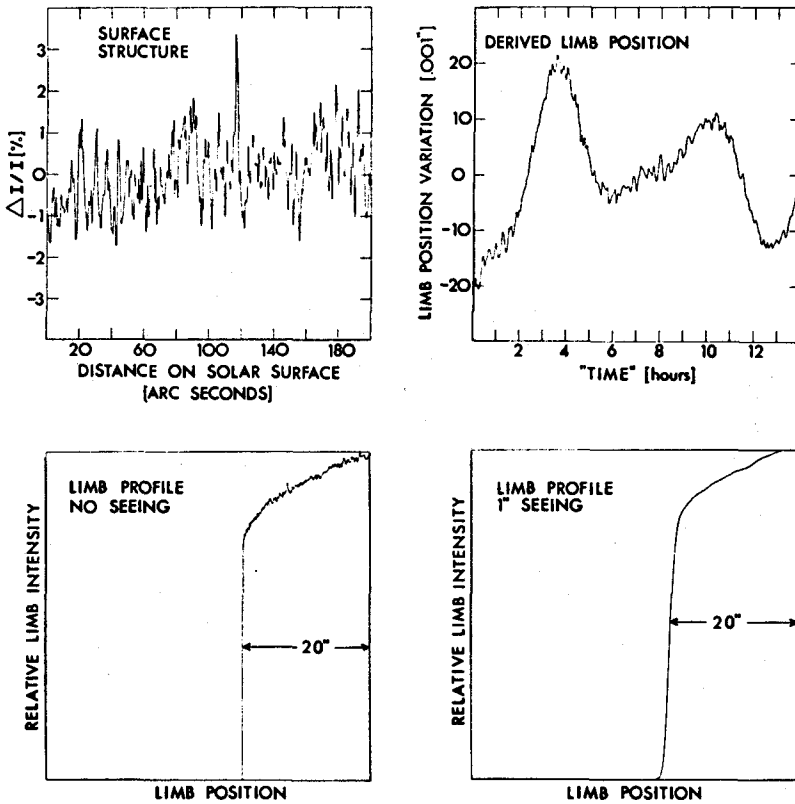 SURFACE
STRUCTURE
3
2
1
0
-1
-2
-3
△I/I [%]
20
60
100
140
180
DISTANCE ON SOLAR SURFACE
[ARC SECONDS]
DERIVED LIMB POSITION
20
10
0
-10
-20
LIMB POSITION VARIATION [.001"]
2
4
6
8
10
12
"TIME" [hours]
LIMB PROFILE
NO SEEING
20"
RELATIVE LIMB INTENSITY
LIMB POSITION
LIMB PROFILE
1" SEEING
20"
RELATIVE LIMB INTENSITY
LIMB POSITION